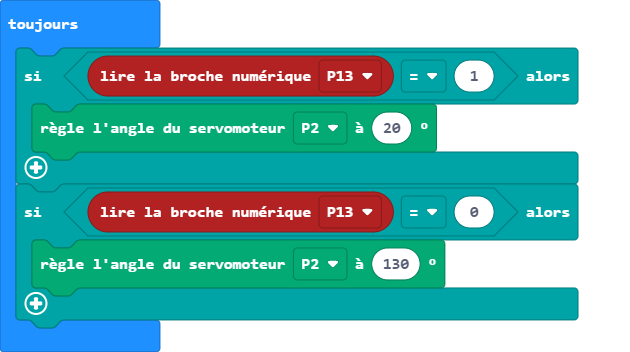 toujours
si lire la broche numérique P13 = 1 alors
règle l'angle du servomoteur P2 à 20 °
si lire la broche numérique P13 = 0 alors
règle l'angle du servomoteur P2 à 130 °